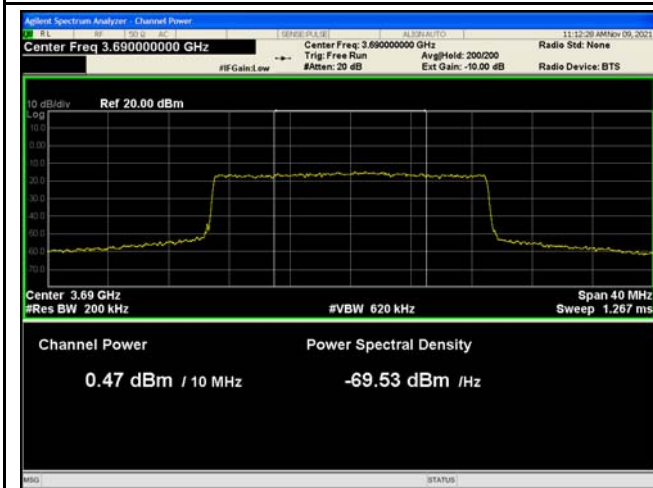 Agilent Spectrum Analyzer - Channel Power
RL RF 50 Ω AC SENSE:PULSE ALIGNAUTO 11:12:28 AM Nov 09, 2021
Center Freq 3.690000000 GHz Center Freq: 3.690000000 GHz Radio Std: None
Trig: Free Run Avg|Hold: 200/200
#IFGain:Low #Atten: 20 dB Ext Gain: -10.00 dB Radio Device: BTS
10 dB/div Ref 20.00 dBm
Log
10.0
0.00
10.0
20.0
30.0
40.0
50.0
60.0
70.0
Center 3.69 GHz Span 40 MHz
#Res BW 200 kHz #VBW 620 kHz Sweep 1.267 ms
Channel Power Power Spectral Density
0.47 dBm / 10 MHz -69.53 dBm /Hz
MSG STATUS